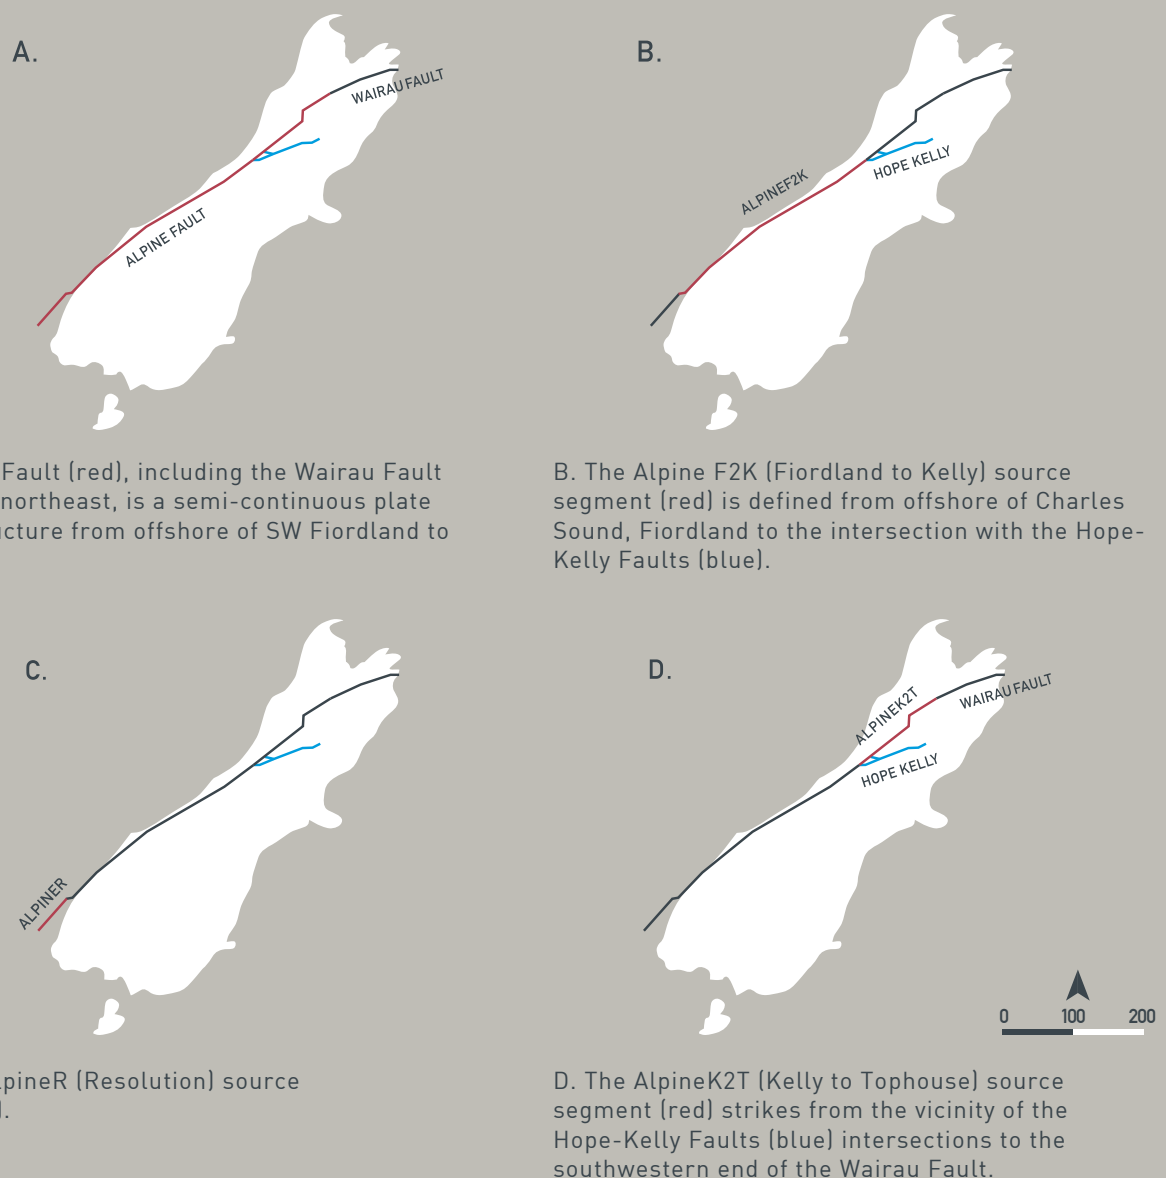 A.
WAIRAU FAULT
ALPINE FAULT
Fault (red), including the Wairau Fault
northeast, is a semi-continuous plate
ucture from offshore of SW Fiordland to
B.
ALPINEF2K
HOPE KELLY
B. The Alpine F2K (Fiordland to Kelly) source
segment (red) is defined from offshore of Charles
Sound, Fiordland to the intersection with the Hope-
Kelly Faults (blue).
C.
ALPINER
lpineR (Resolution) source
).
D.
ALPINEK2T
WAIRAU FAULT
HOPE KELLY
0 100 200
D. The AlpineK2T (Kelly to Tophouse) source
segment (red) strikes from the vicinity of the
Hope-Kelly Faults (blue) intersections to the
southwestern end of the Wairau Fault.